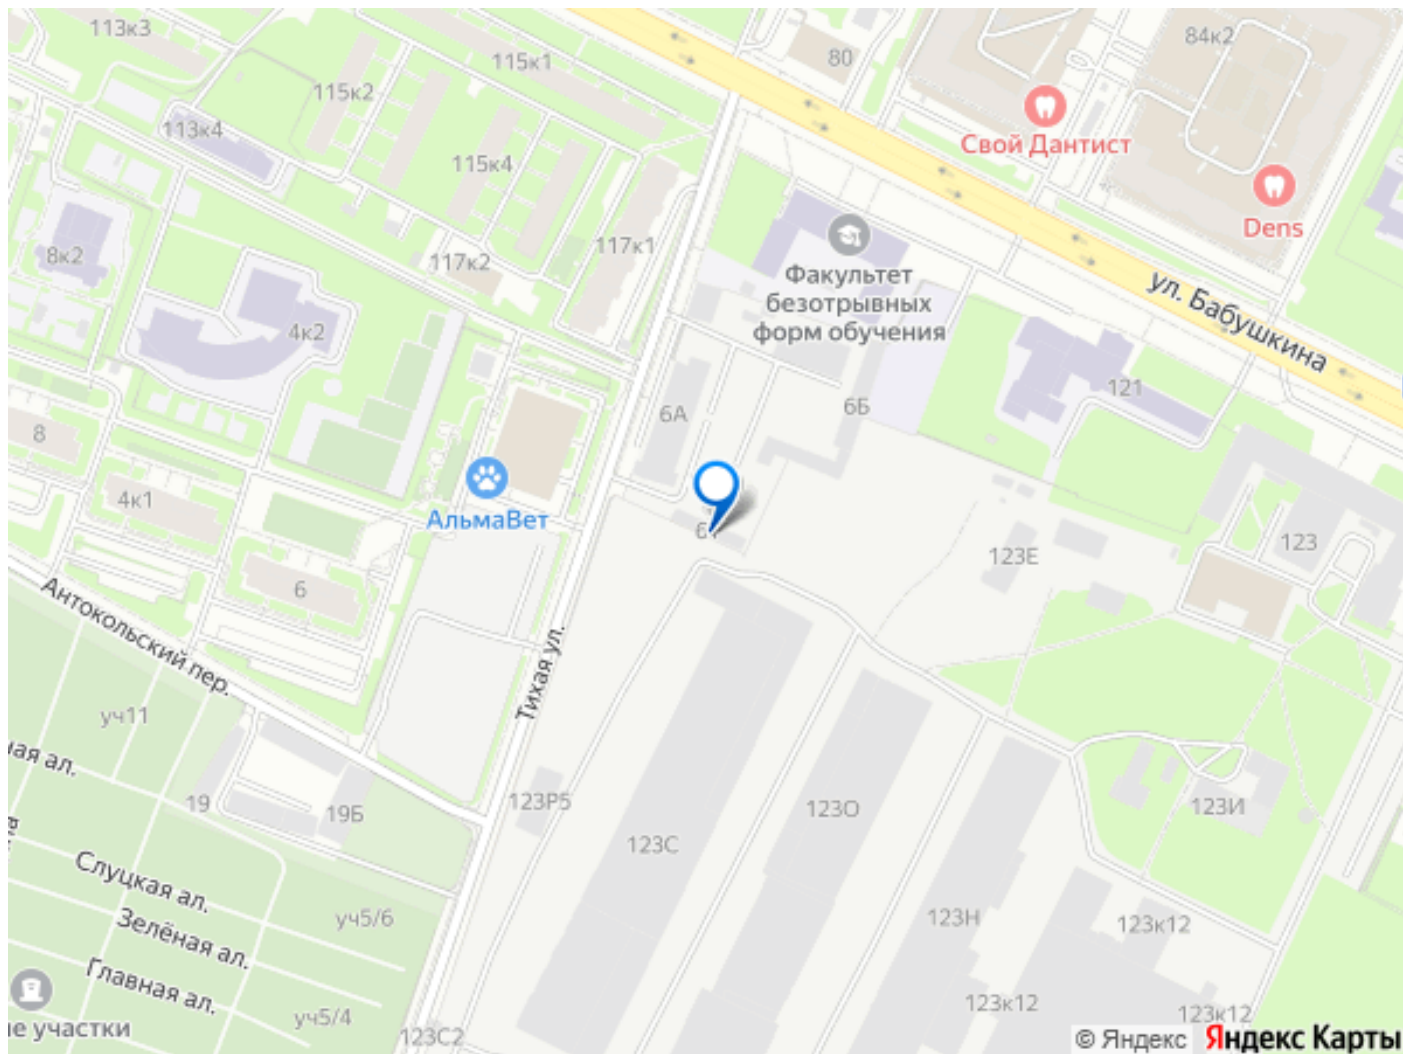 113к3
115к1
80
84к2
115к2
113к4
115к4
Свой Дантист
Dens
8к2
117к2
117к1
Факультет
безотрывных
форм обучения
ул. Бабушкина
4к2
121
6А
6Б
8
4к1
АльмаВет
123Е
123
6
Антокольский пер.
Тихая ул.
уч11
ная ал.
19
19Б
123Р5
123С
123О
123И
Слуцкая ал.
Зелёная ал.
Главная ал.
уч5/6
уч5/4
123Н
123к12
123к12
123к12
123С2
ие участки
© Яндекс
Яндекс Карты